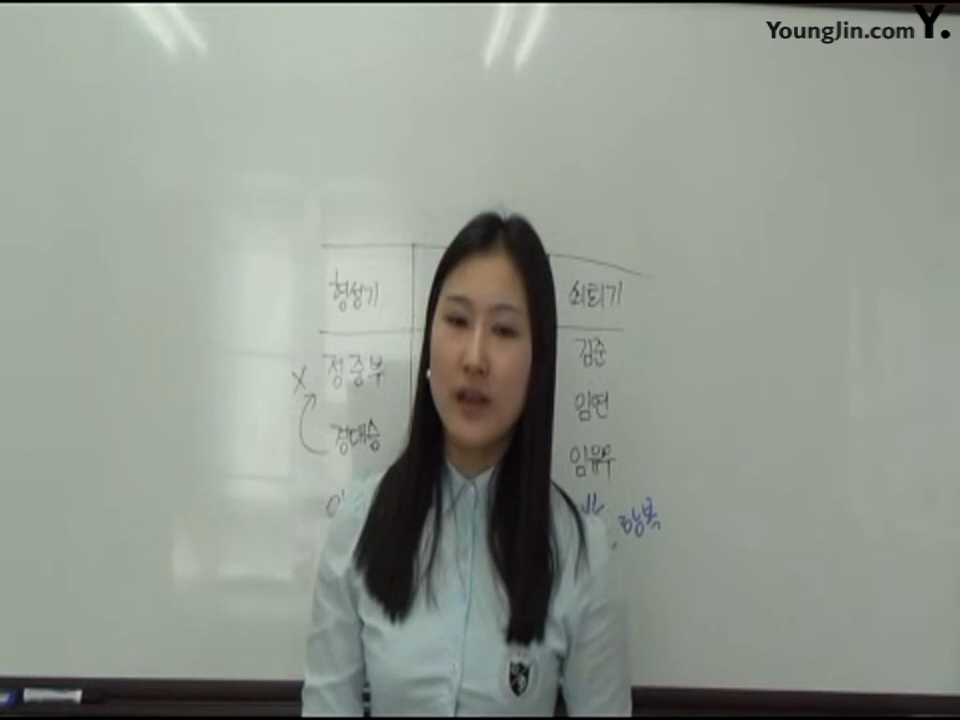 YoungJin.com Y.
형성기 쇠퇴기
정중부 김준
X 임연
경대승 임유무
항복